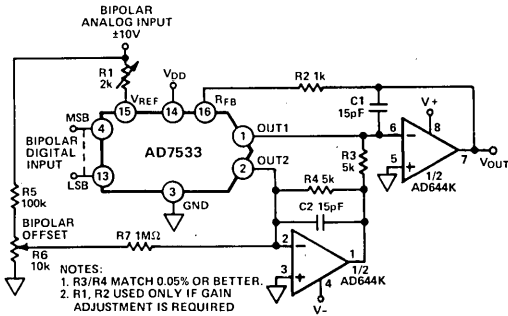 BIPOLAR
ANALOG INPUT
±10V
R1
2k
VDD
VREF
RFB
15
14
16
R2 1k
C1
15pF
V+
8
6
–
5
+
7
VOUT
1/2
AD644K
MSB
4
BIPOLAR
DIGITAL
INPUT
LSB
13
AD7533
1
OUT1
2
OUT2
3
GND
R3
5k
R4 5k
C2 15pF
R5
100k
BIPOLAR
OFFSET
R6
10k
R7 1MΩ
2
–
3
+
1
4
V–
1/2
AD644K
NOTES:
1. R3/R4 MATCH 0.05% OR BETTER.
2. R1, R2 USED ONLY IF GAIN
ADJUSTMENT IS REQUIRED